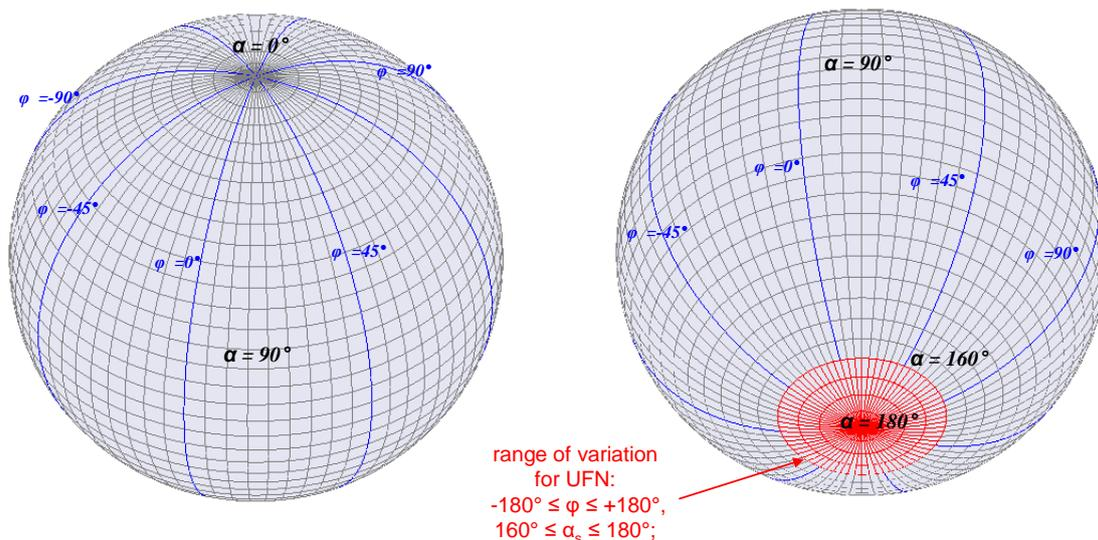 α = 0°
φ =90°
φ =-90°
φ =-45°
φ =0°
φ =45°
α = 90°
α = 90°
φ =0°
φ =45°
φ =-45°
φ =90°
α = 160°
α = 180°
range of variation
for UFN:
-180° ≤ φ ≤ +180°,
160° ≤ αs ≤ 180°;